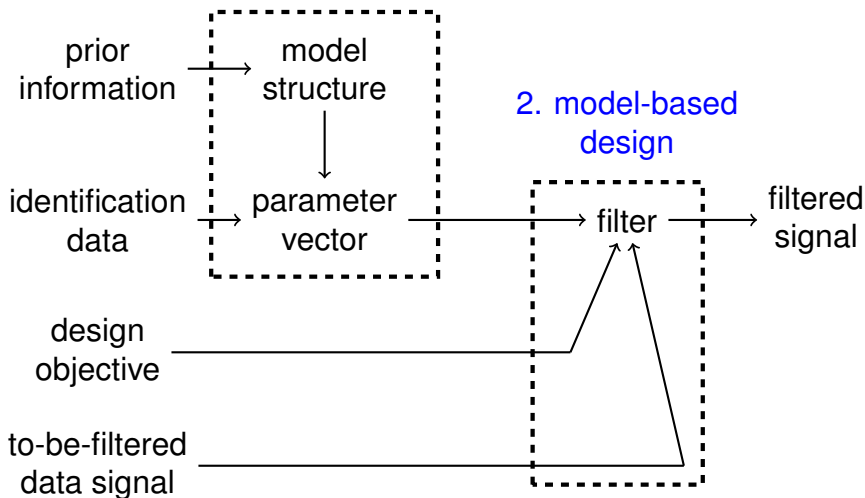 prior
information
model
structure
2. model-based
design
identification
data
parameter
vector
filter
filtered
signal
design
objective
to-be-filtered
data signal